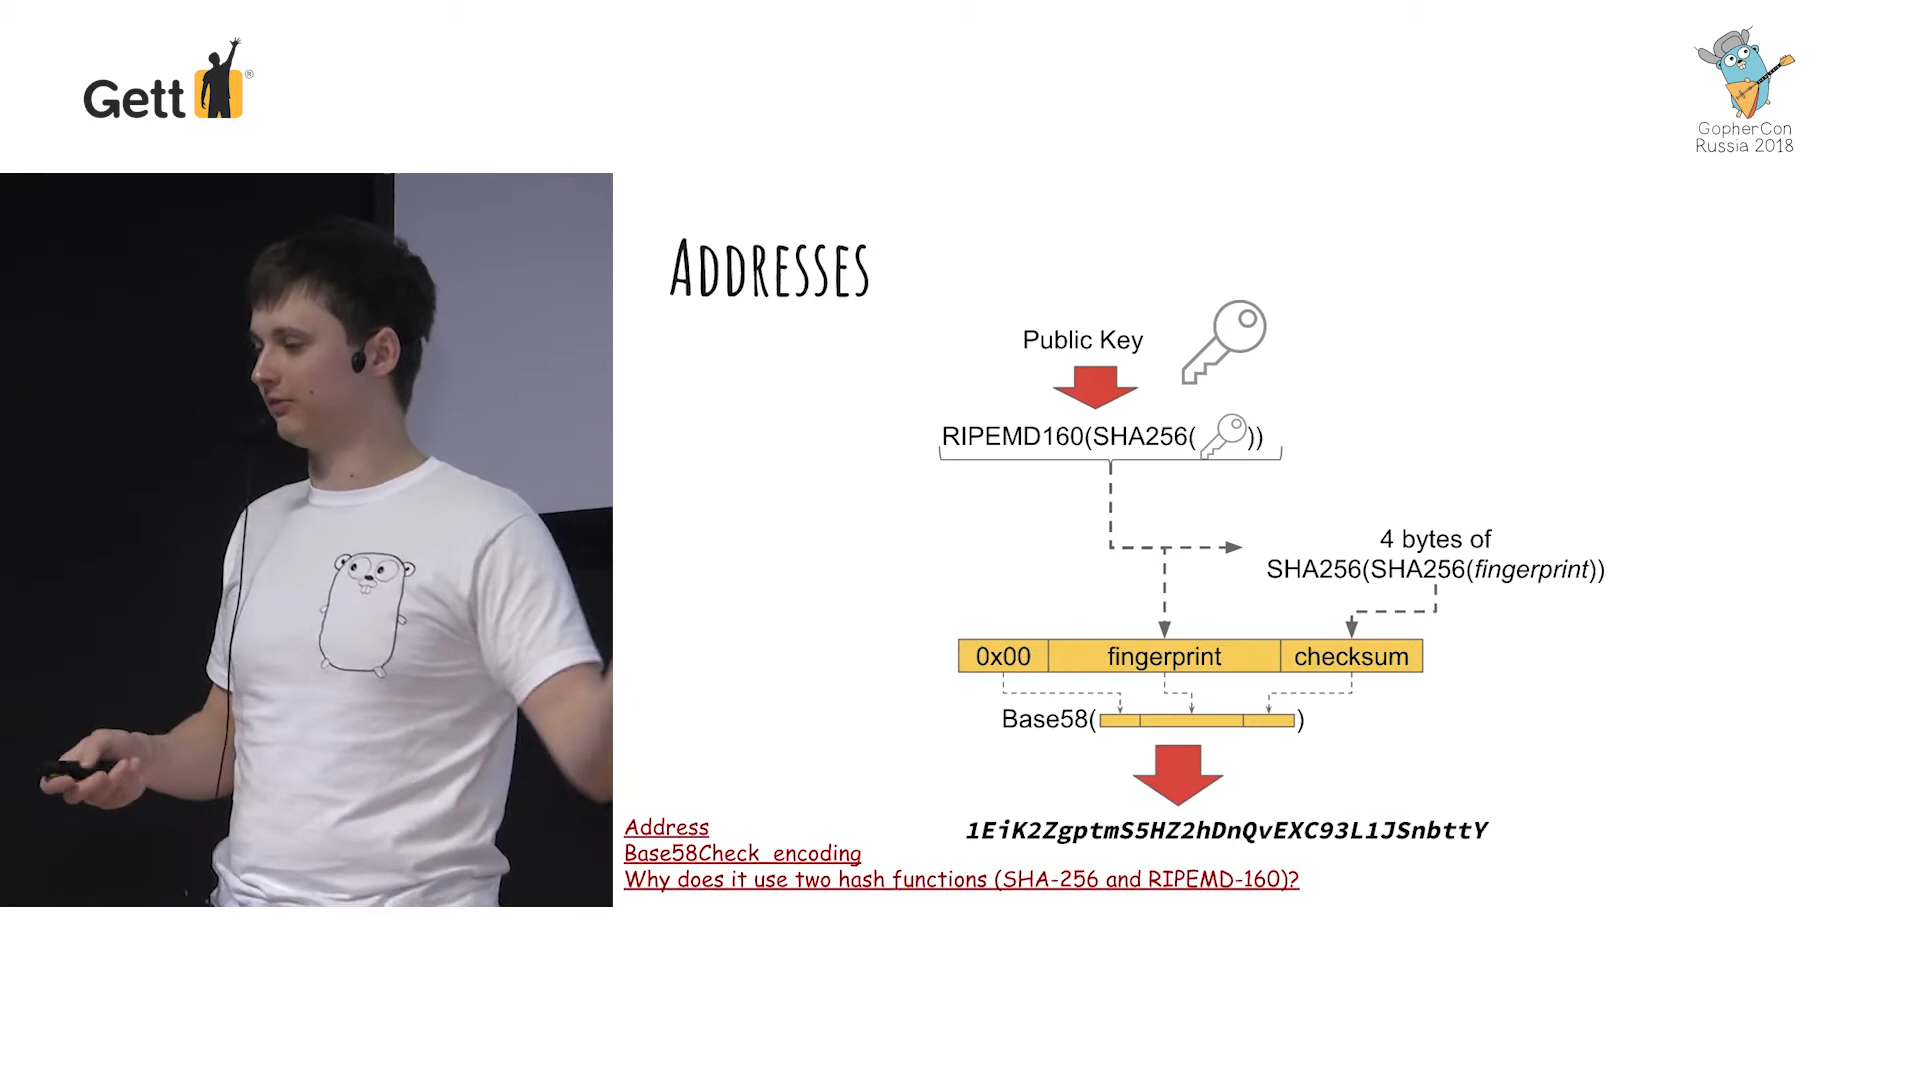 Gett®
GopherCon
Russia 2018
ADDRESSES
Public Key
RIPEMD160(SHA256( ))
4 bytes of
SHA256(SHA256(fingerprint))
0x00 fingerprint checksum
Base58( )
1EiK2ZgptmS5HZ2hDnQvEXC93L1JSnbttY
Address
Base58Check encoding
Why does it use two hash functions (SHA-256 and RIPEMD-160)?